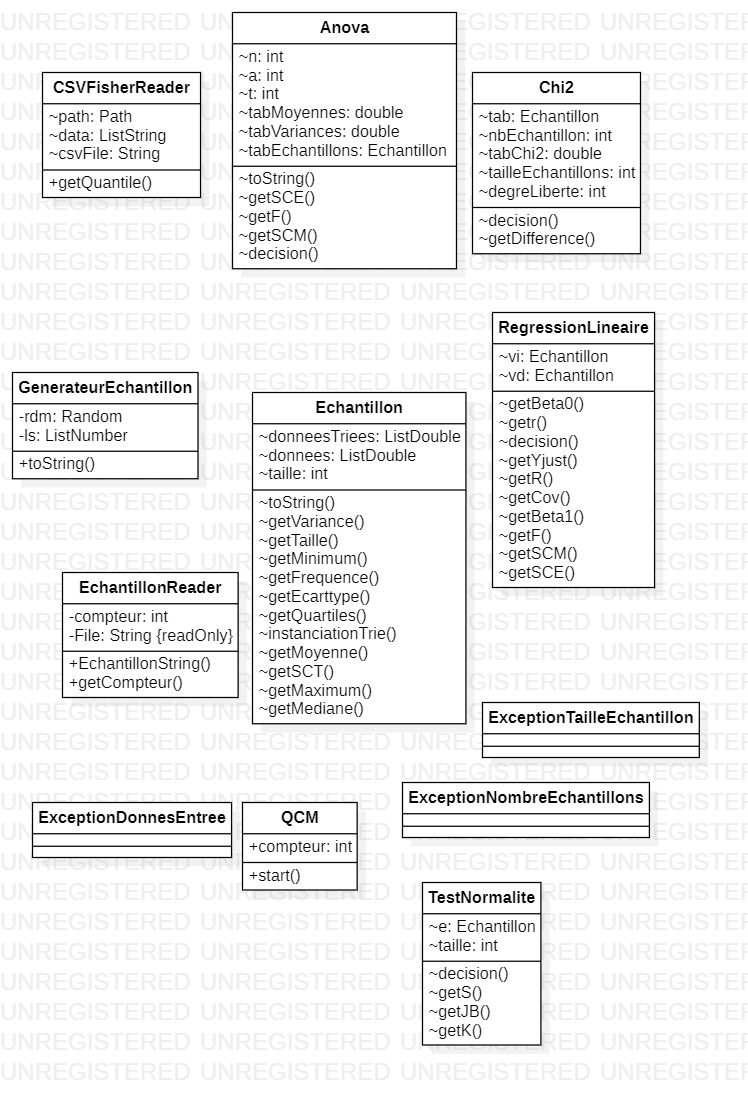 Anova
~n: int
~a: int
~t: int
~tabMoyennes: double
~tabVariances: double
~tabEchantillons: Echantillon
~toString()
~getSCE()
~getF()
~getSCM()
~decision()
CSVFisherReader
~path: Path
~data: ListString
~csvFile: String
+getQuantile()
Chi2
~tab: Echantillon
~nbEchantillon: int
~tabChi2: double
~tailleEchantillons: int
~degreLiberte: int
~decision()
~getDifference()
RegressionLineaire
~vi: Echantillon
~vd: Echantillon
~getBeta0()
~getr()
~decision()
~getYjust()
~getR()
~getCov()
~getBeta1()
~getF()
~getSCM()
~getSCE()
GenerateurEchantillon
-rdm: Random
-ls: ListNumber
+toString()
Echantillon
~donneesTriees: ListDouble
~donnees: ListDouble
~taille: int
~toString()
~getVariance()
~getTaille()
~getMinimum()
~getFrequence()
~getEcarttype()
~getQuartiles()
~instanciationTrie()
~getMoyenne()
~getSCT()
~getMaximum()
~getMediane()
EchantillonReader
-compteur: int
-File: String {readOnly}
+EchantillonString()
+getCompteur()
ExceptionTailleEchantillon
ExceptionNombreEchantillons
ExceptionDonnesEntree
QCM
+compteur: int
+start()
TestNormalite
~e: Echantillon
~taille: int
~decision()
~getS()
~getJB()
~getK()
UNREGISTERED UNREGISTERED UNREGISTERED UNREGISTERED